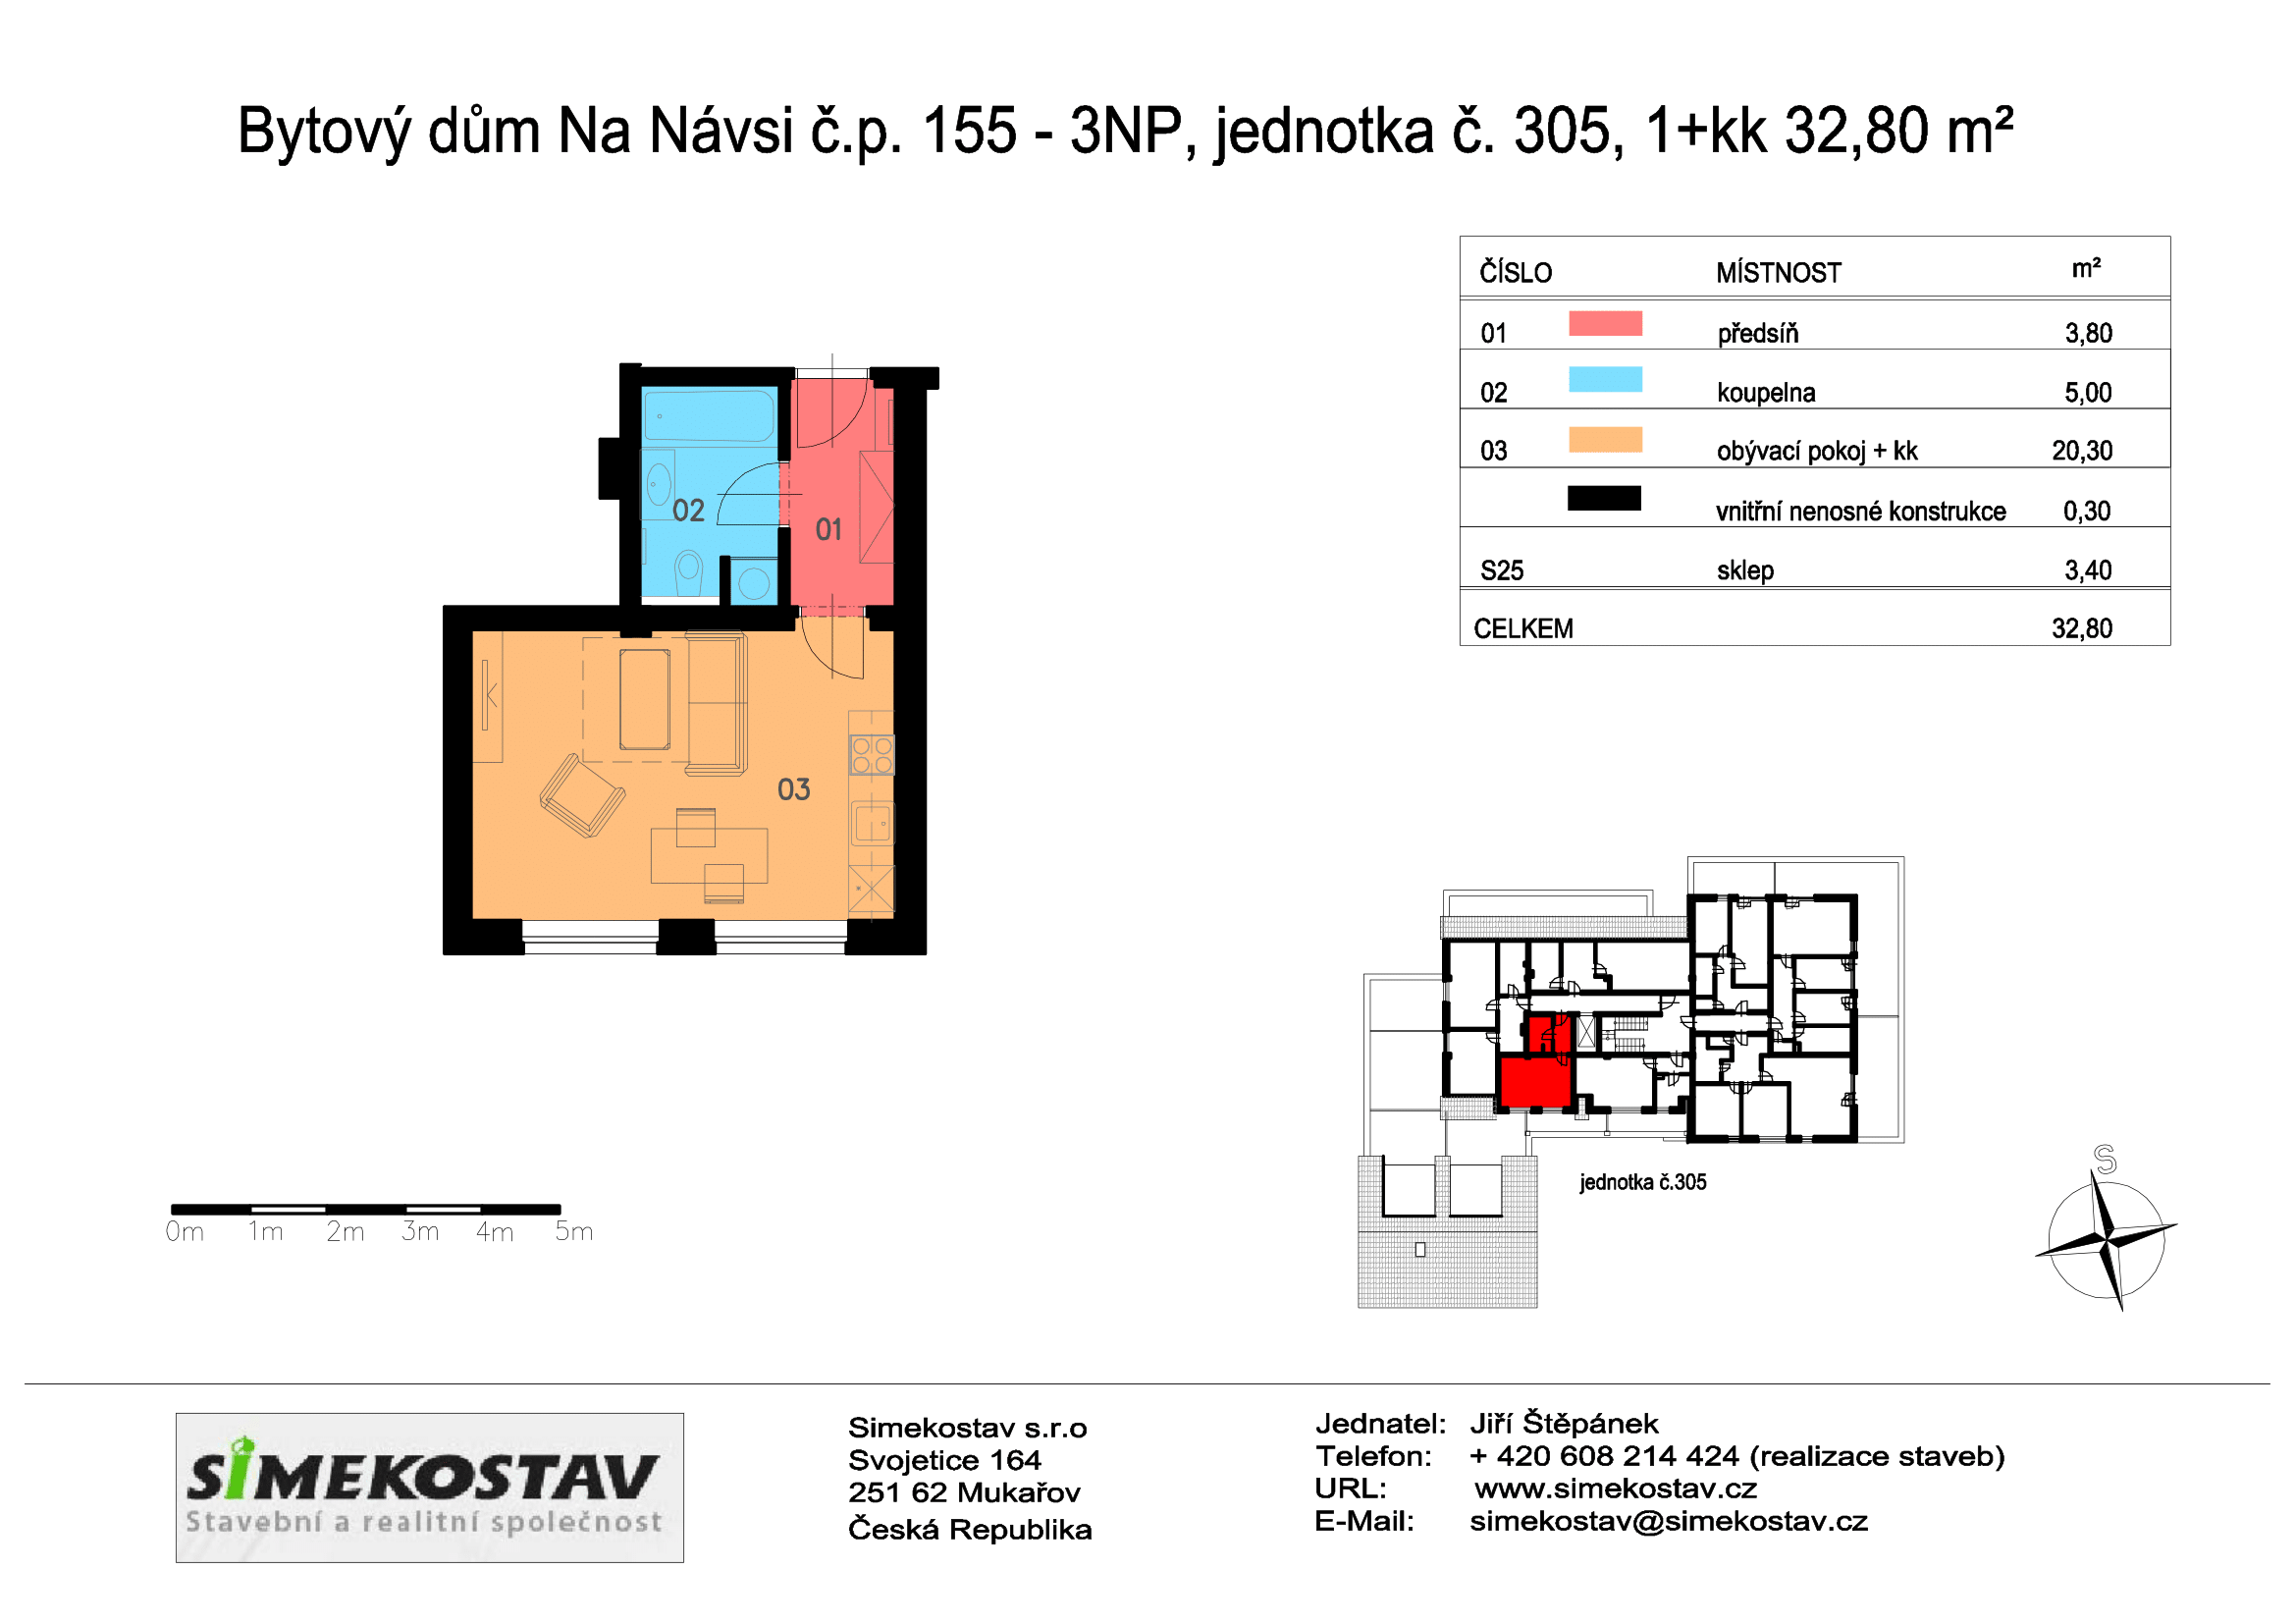 Bytový dům Na Návsi č.p. 155 - 3NP, jednotka č. 305, 1+kk 32,80 m²
ČÍSLO MÍSTNOST m²
01 předsíň 3,80
02 koupelna 5,00
03 obývací pokoj + kk 20,30
vnitřní nenosné konstrukce 0,30
S25 sklep 3,40
CELKEM 32,80
02
01
03
jednotka č.305
S
0m 1m 2m 3m 4m 5m
SIMEKOSTAV
Stavební a realitní společnost
Simekostav s.r.o
Svojetice 164
251 62 Mukařov
Česká Republika
Jednatel: Jiří Štěpánek
Telefon: + 420 608 214 424 (realizace staveb)
URL: www.simekostav.cz
E-Mail: simekostav@simekostav.cz